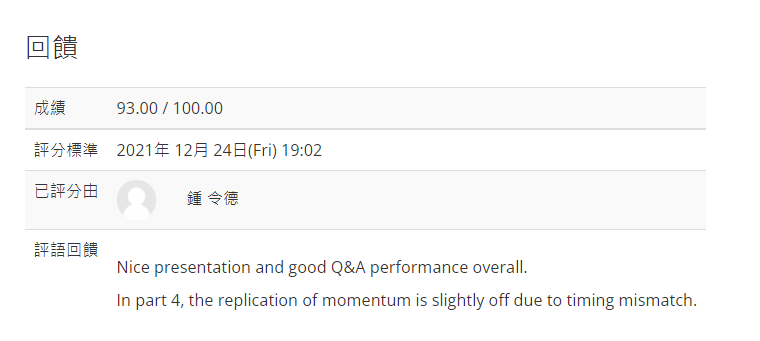 回饋
成績 93.00 / 100.00
評分標準 2021年 12月 24日(Fri) 19:02
已評分由 鍾 令德
評語回饋
Nice presentation and good Q&A performance overall.
In part 4, the replication of momentum is slightly off due to timing mismatch.